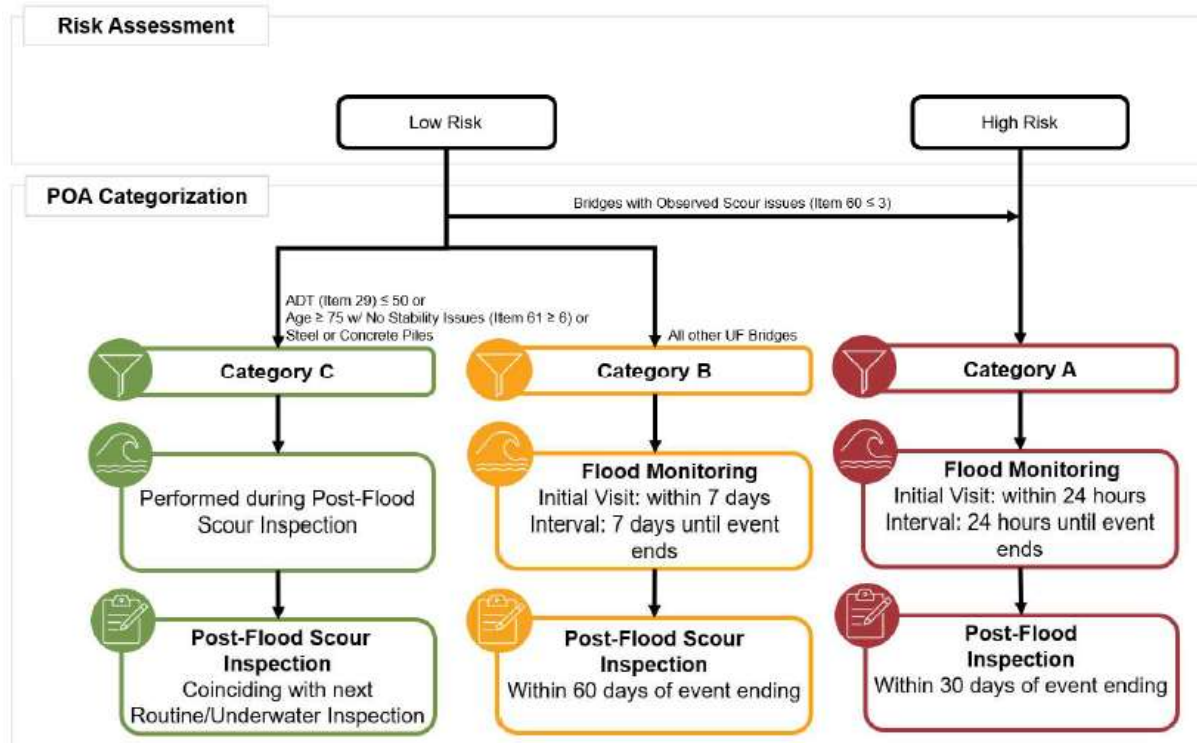 Risk Assessment
Low Risk
High Risk
POA Categorization
Bridges with Observed Scour issues (Item 60 ≤ 3)
ADT (Item 29) ≤ 50 or
Age ≥ 75 w/ No Stability Issues (Item 61 ≥ 6) or
Steel or Concrete Piles
All other UF Bridges
Category C
Category B
Category A
Performed during Post-Flood
Scour Inspection
Flood Monitoring
Initial Visit: within 7 days
Interval: 7 days until event
ends
Flood Monitoring
Initial Visit: within 24 hours
Interval: 24 hours until event
ends
Post-Flood Scour
Inspection
Coinciding with next
Routine/Underwater Inspection
Post-Flood Scour
Inspection
Within 60 days of event ending
Post-Flood
Inspection
Within 30 days of event ending